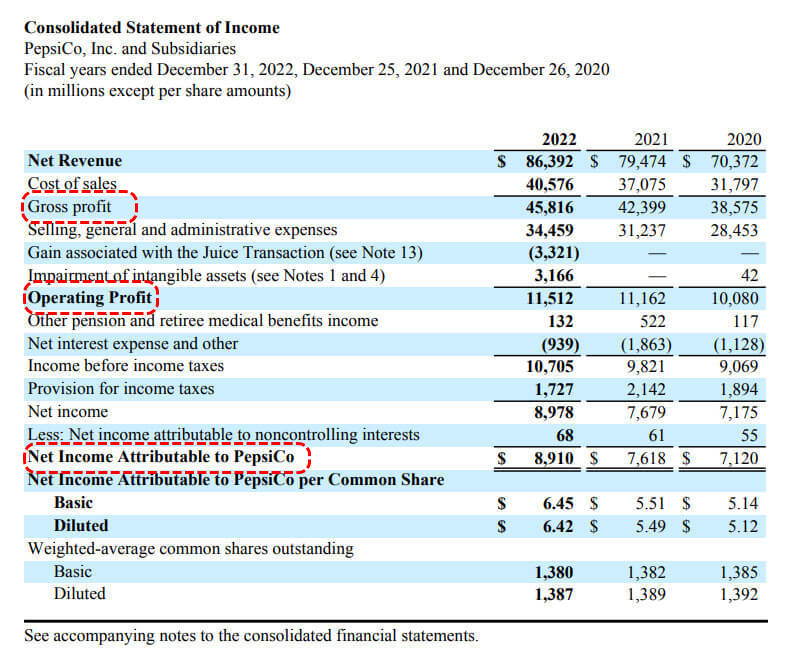 Consolidated Statement of Income
PepsiCo, Inc. and Subsidiaries
Fiscal years ended December 31, 2022, December 25, 2021 and December 26, 2020
(in millions except per share amounts)
2022 2021 2020
Net Revenue $ 86,392 $ 79,474 $ 70,372
Cost of sales 40,576 37,075 31,797
Gross profit 45,816 42,399 38,575
Selling, general and administrative expenses 34,459 31,237 28,453
Gain associated with the Juice Transaction (see Note 13) (3,321) — —
Impairment of intangible assets (see Notes 1 and 4) 3,166 — 42
Operating Profit 11,512 11,162 10,080
Other pension and retiree medical benefits income 132 522 117
Net interest expense and other (939) (1,863) (1,128)
Income before income taxes 10,705 9,821 9,069
Provision for income taxes 1,727 2,142 1,894
Net income 8,978 7,679 7,175
Less: Net income attributable to noncontrolling interests 68 61 55
Net Income Attributable to PepsiCo $ 8,910 $ 7,618 $ 7,120
Net Income Attributable to PepsiCo per Common Share
Basic $ 6.45 $ 5.51 $ 5.14
Diluted $ 6.42 $ 5.49 $ 5.12
Weighted-average common shares outstanding
Basic 1,380 1,382 1,385
Diluted 1,387 1,389 1,392
See accompanying notes to the consolidated financial statements.